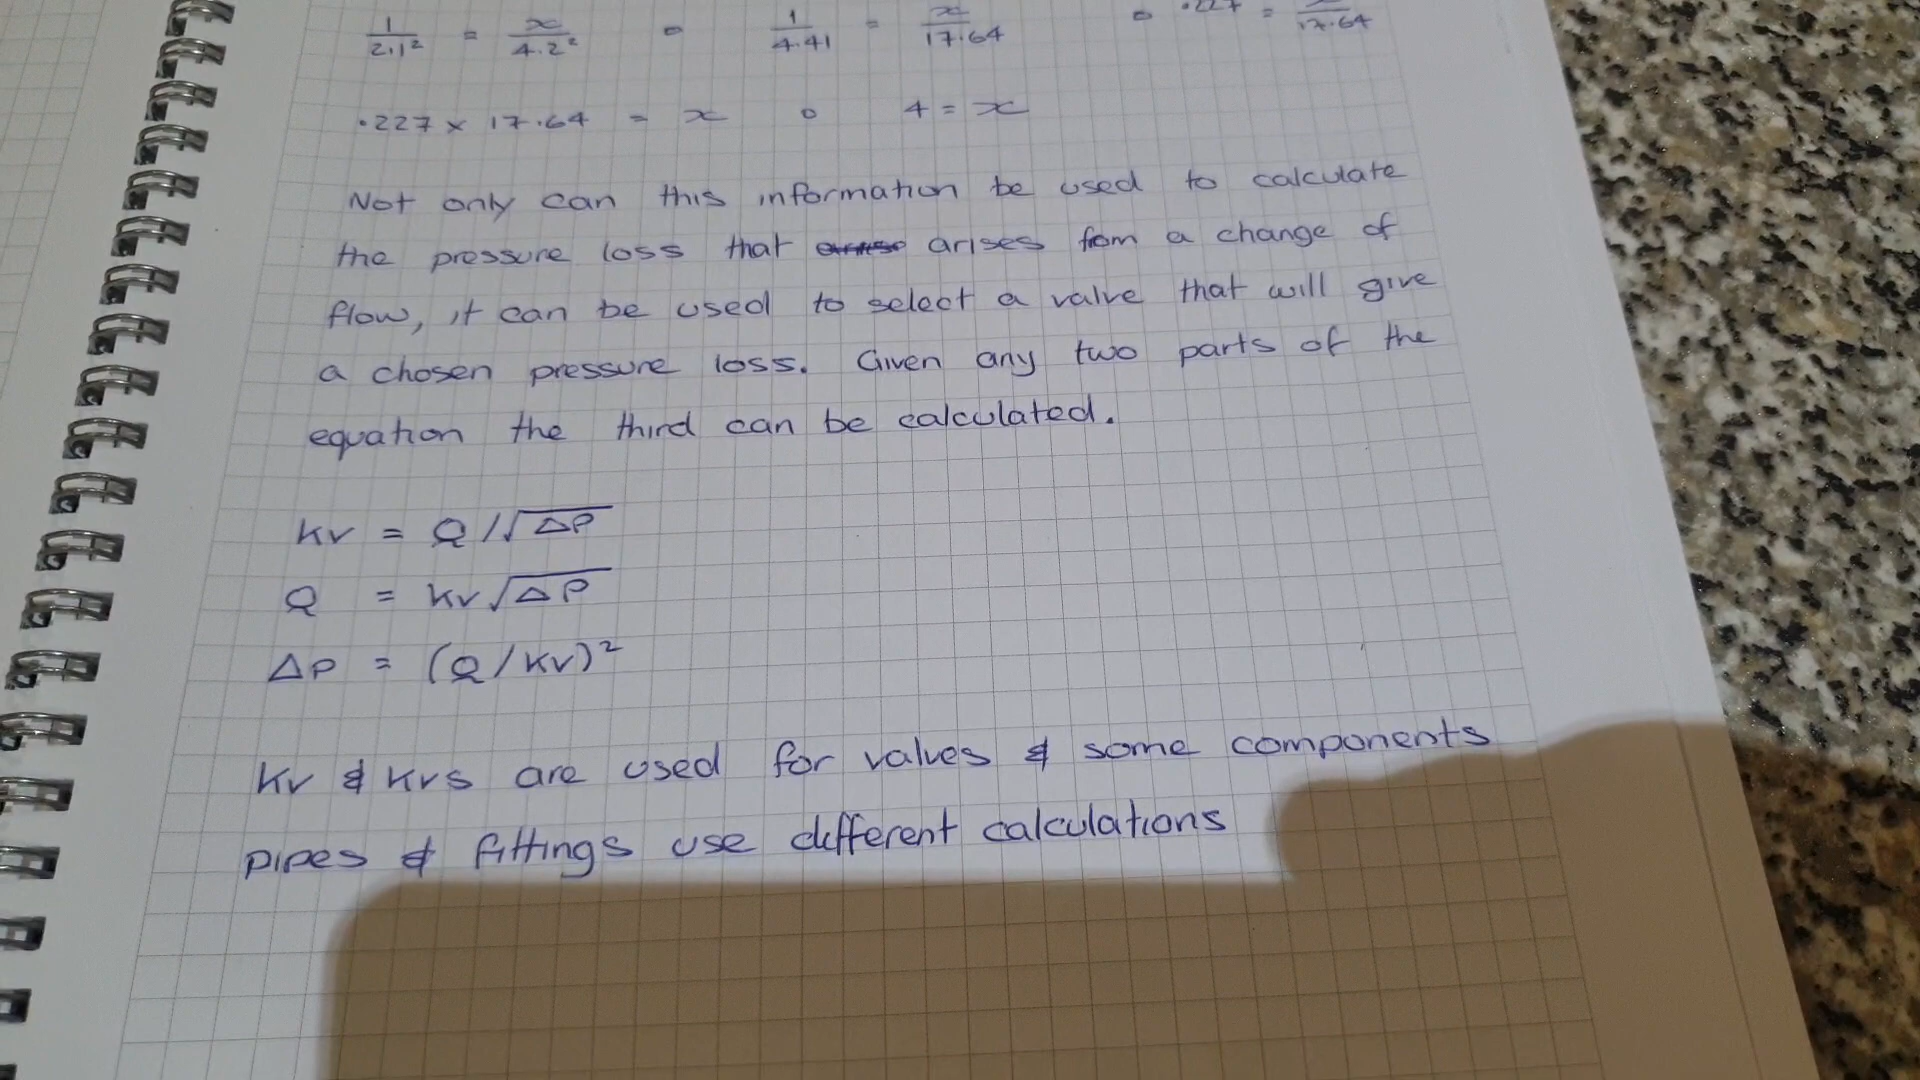 1/2.1² = x/4.2² o 1/4.41 = x/17.64 o .227 = /17.64
.227 x 17.64 = x o 4 = x
Not only can this information be used to calculate
the pressure loss that arises from a change of
flow, it can be used to select a valve that will give
a chosen pressure loss. Given any two parts of the
equation the third can be calculated.
Kv = Q/√ΔP
Q = Kv√ΔP
ΔP = (Q/Kv)²
Kv & Kvs are used for valves & some components
pipes & fittings use different calculations